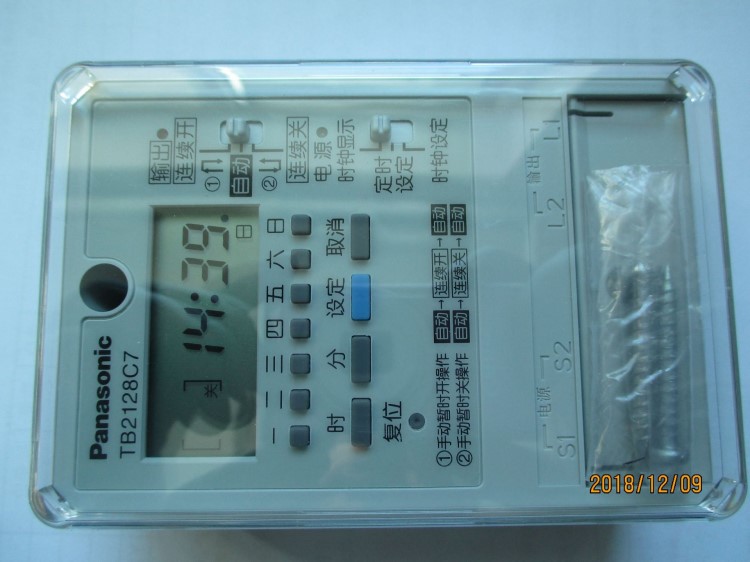 Panasonic
TB2128C7
[关] 14:39
日
一 二 三 四 五 六 日
时 分 设定 取消
复位
输出
连续开
①
自动
②
连续关
电源
时钟显示
定时设定
时钟设定
①手动暂时开操作 自动→连续开→自动
②手动暂时关操作 自动→连续关→自动
电源 输出
S1 S2 L2 L1
2018/12/09